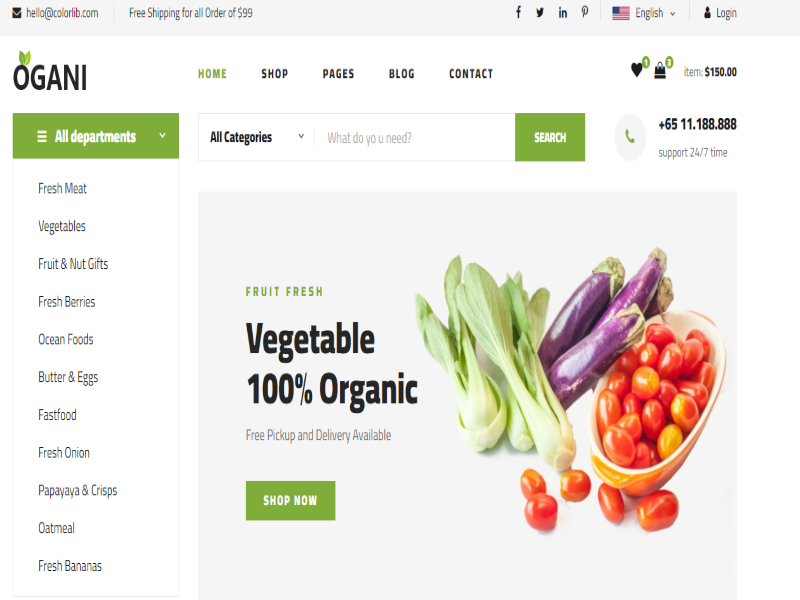 hello@colorlib.com
Free Shipping for all Order of $99
English
Login
OGANI
HOME
SHOP
PAGES
BLOG
CONTACT
1
3
item: $150.00
All departments
All Categories
What do yo u need?
SEARCH
+65 11.188.888
support 24/7 time
Fresh Meat
Vegetables
Fruit & Nut Gifts
Fresh Berries
Ocean Foods
Butter & Eggs
Fastfood
Fresh Onion
Papayaya & Crisps
Oatmeal
Fresh Bananas
FRUIT FRESH
Vegetable
100% Organic
Free Pickup and Delivery Available
SHOP NOW